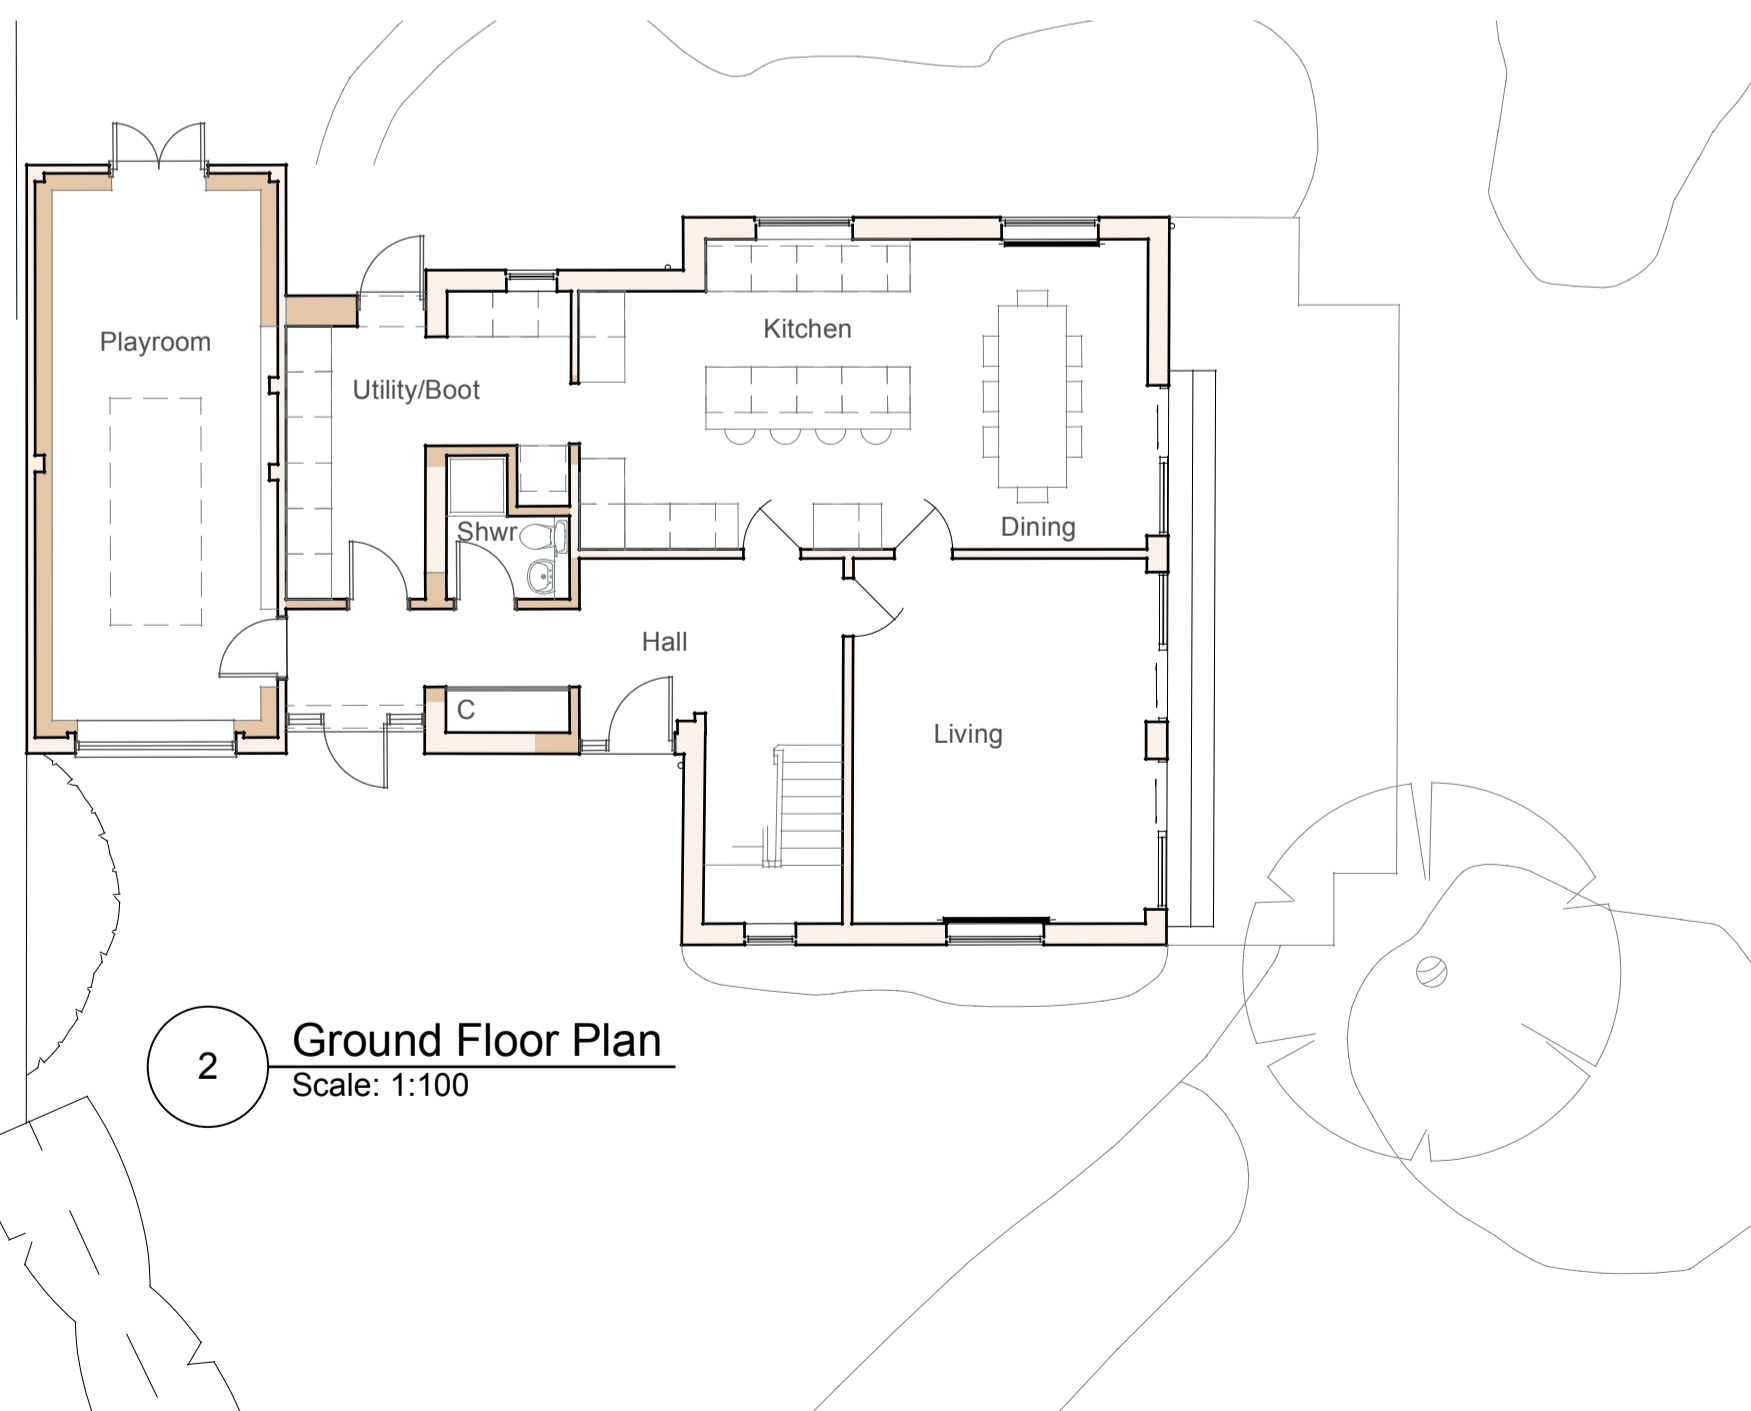 Playroom
Kitchen
Utility/Boot
Dining
Shwr
Hall
C
Living
2
Ground Floor Plan
Scale: 1:100